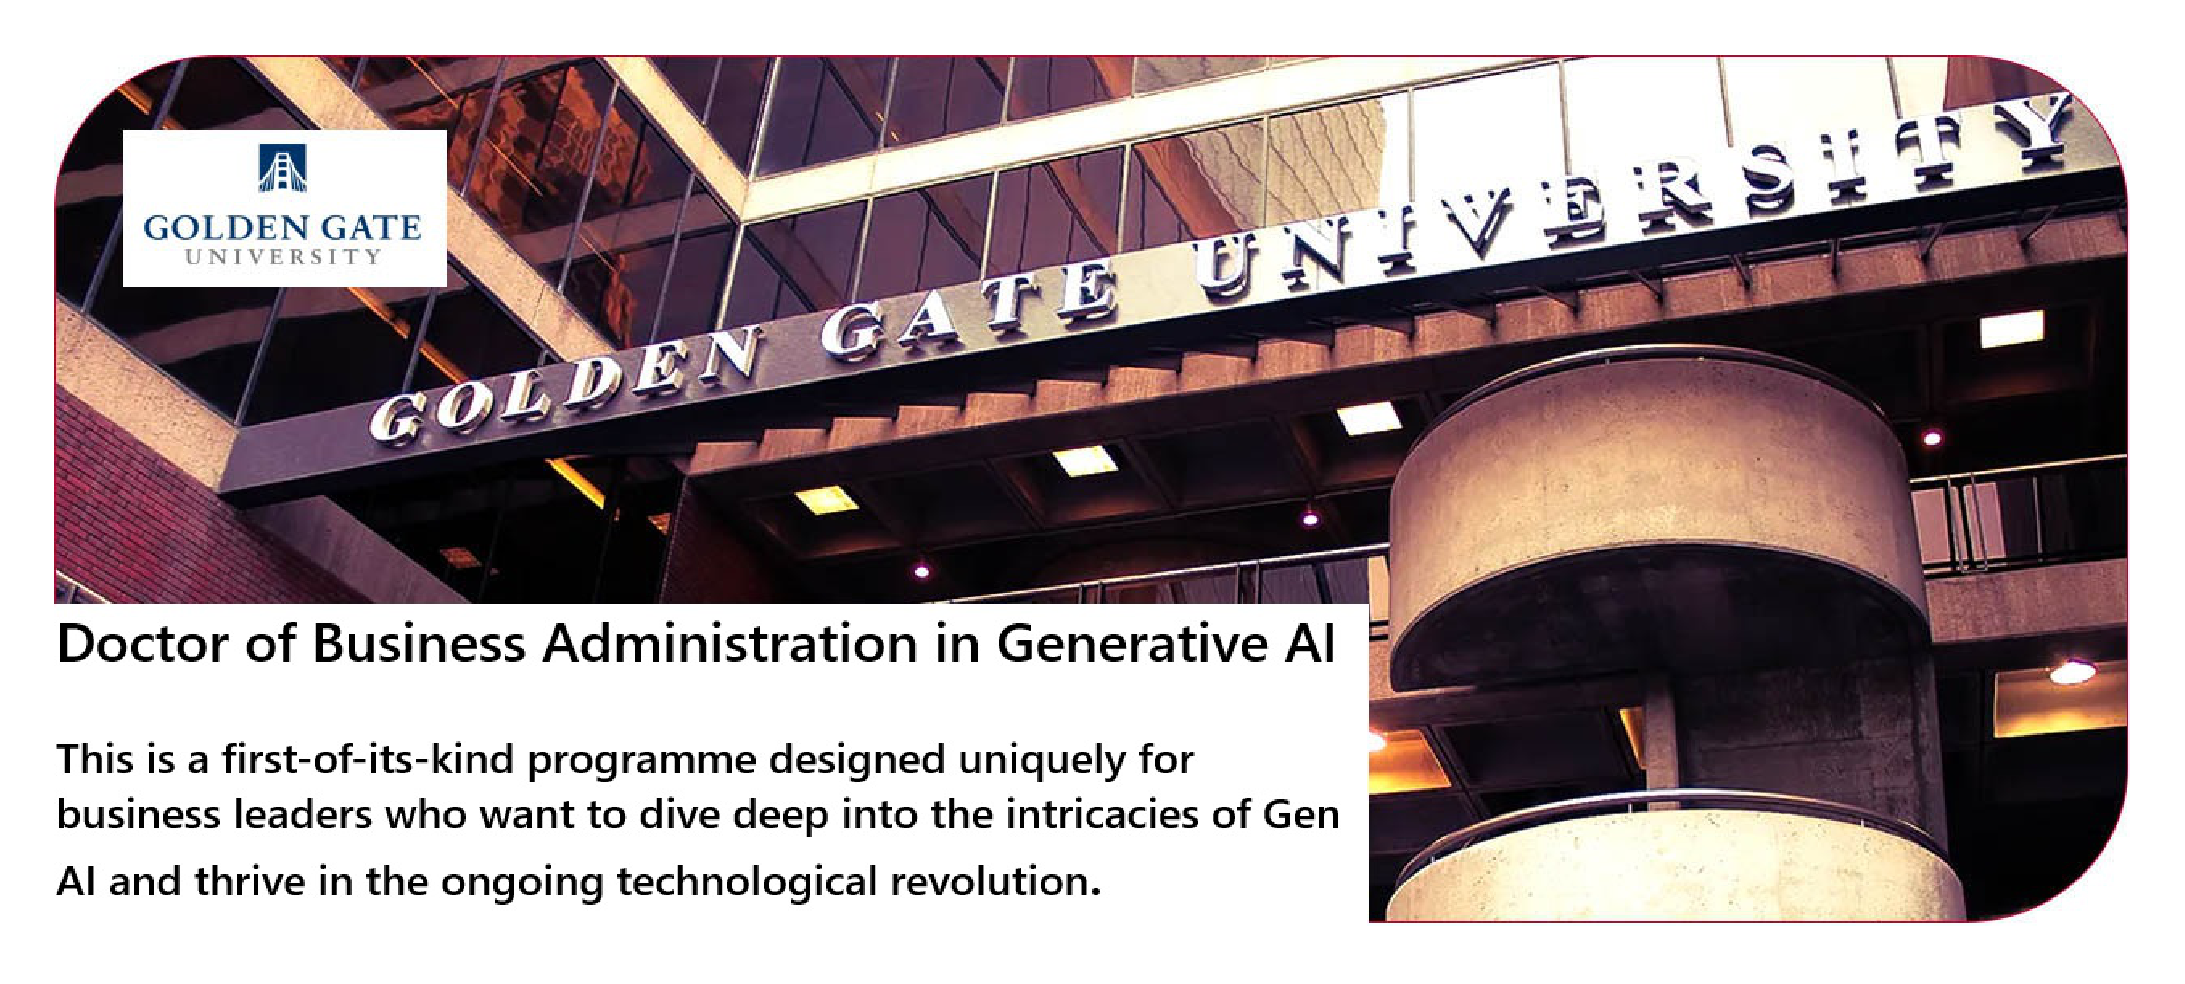 GOLDEN GATE
UNIVERSITY
GOLDEN GATE UNIVERSITY
Doctor of Business Administration in Generative AI
This is a first-of-its-kind programme designed uniquely for
business leaders who want to dive deep into the intricacies of Gen
AI and thrive in the ongoing technological revolution.